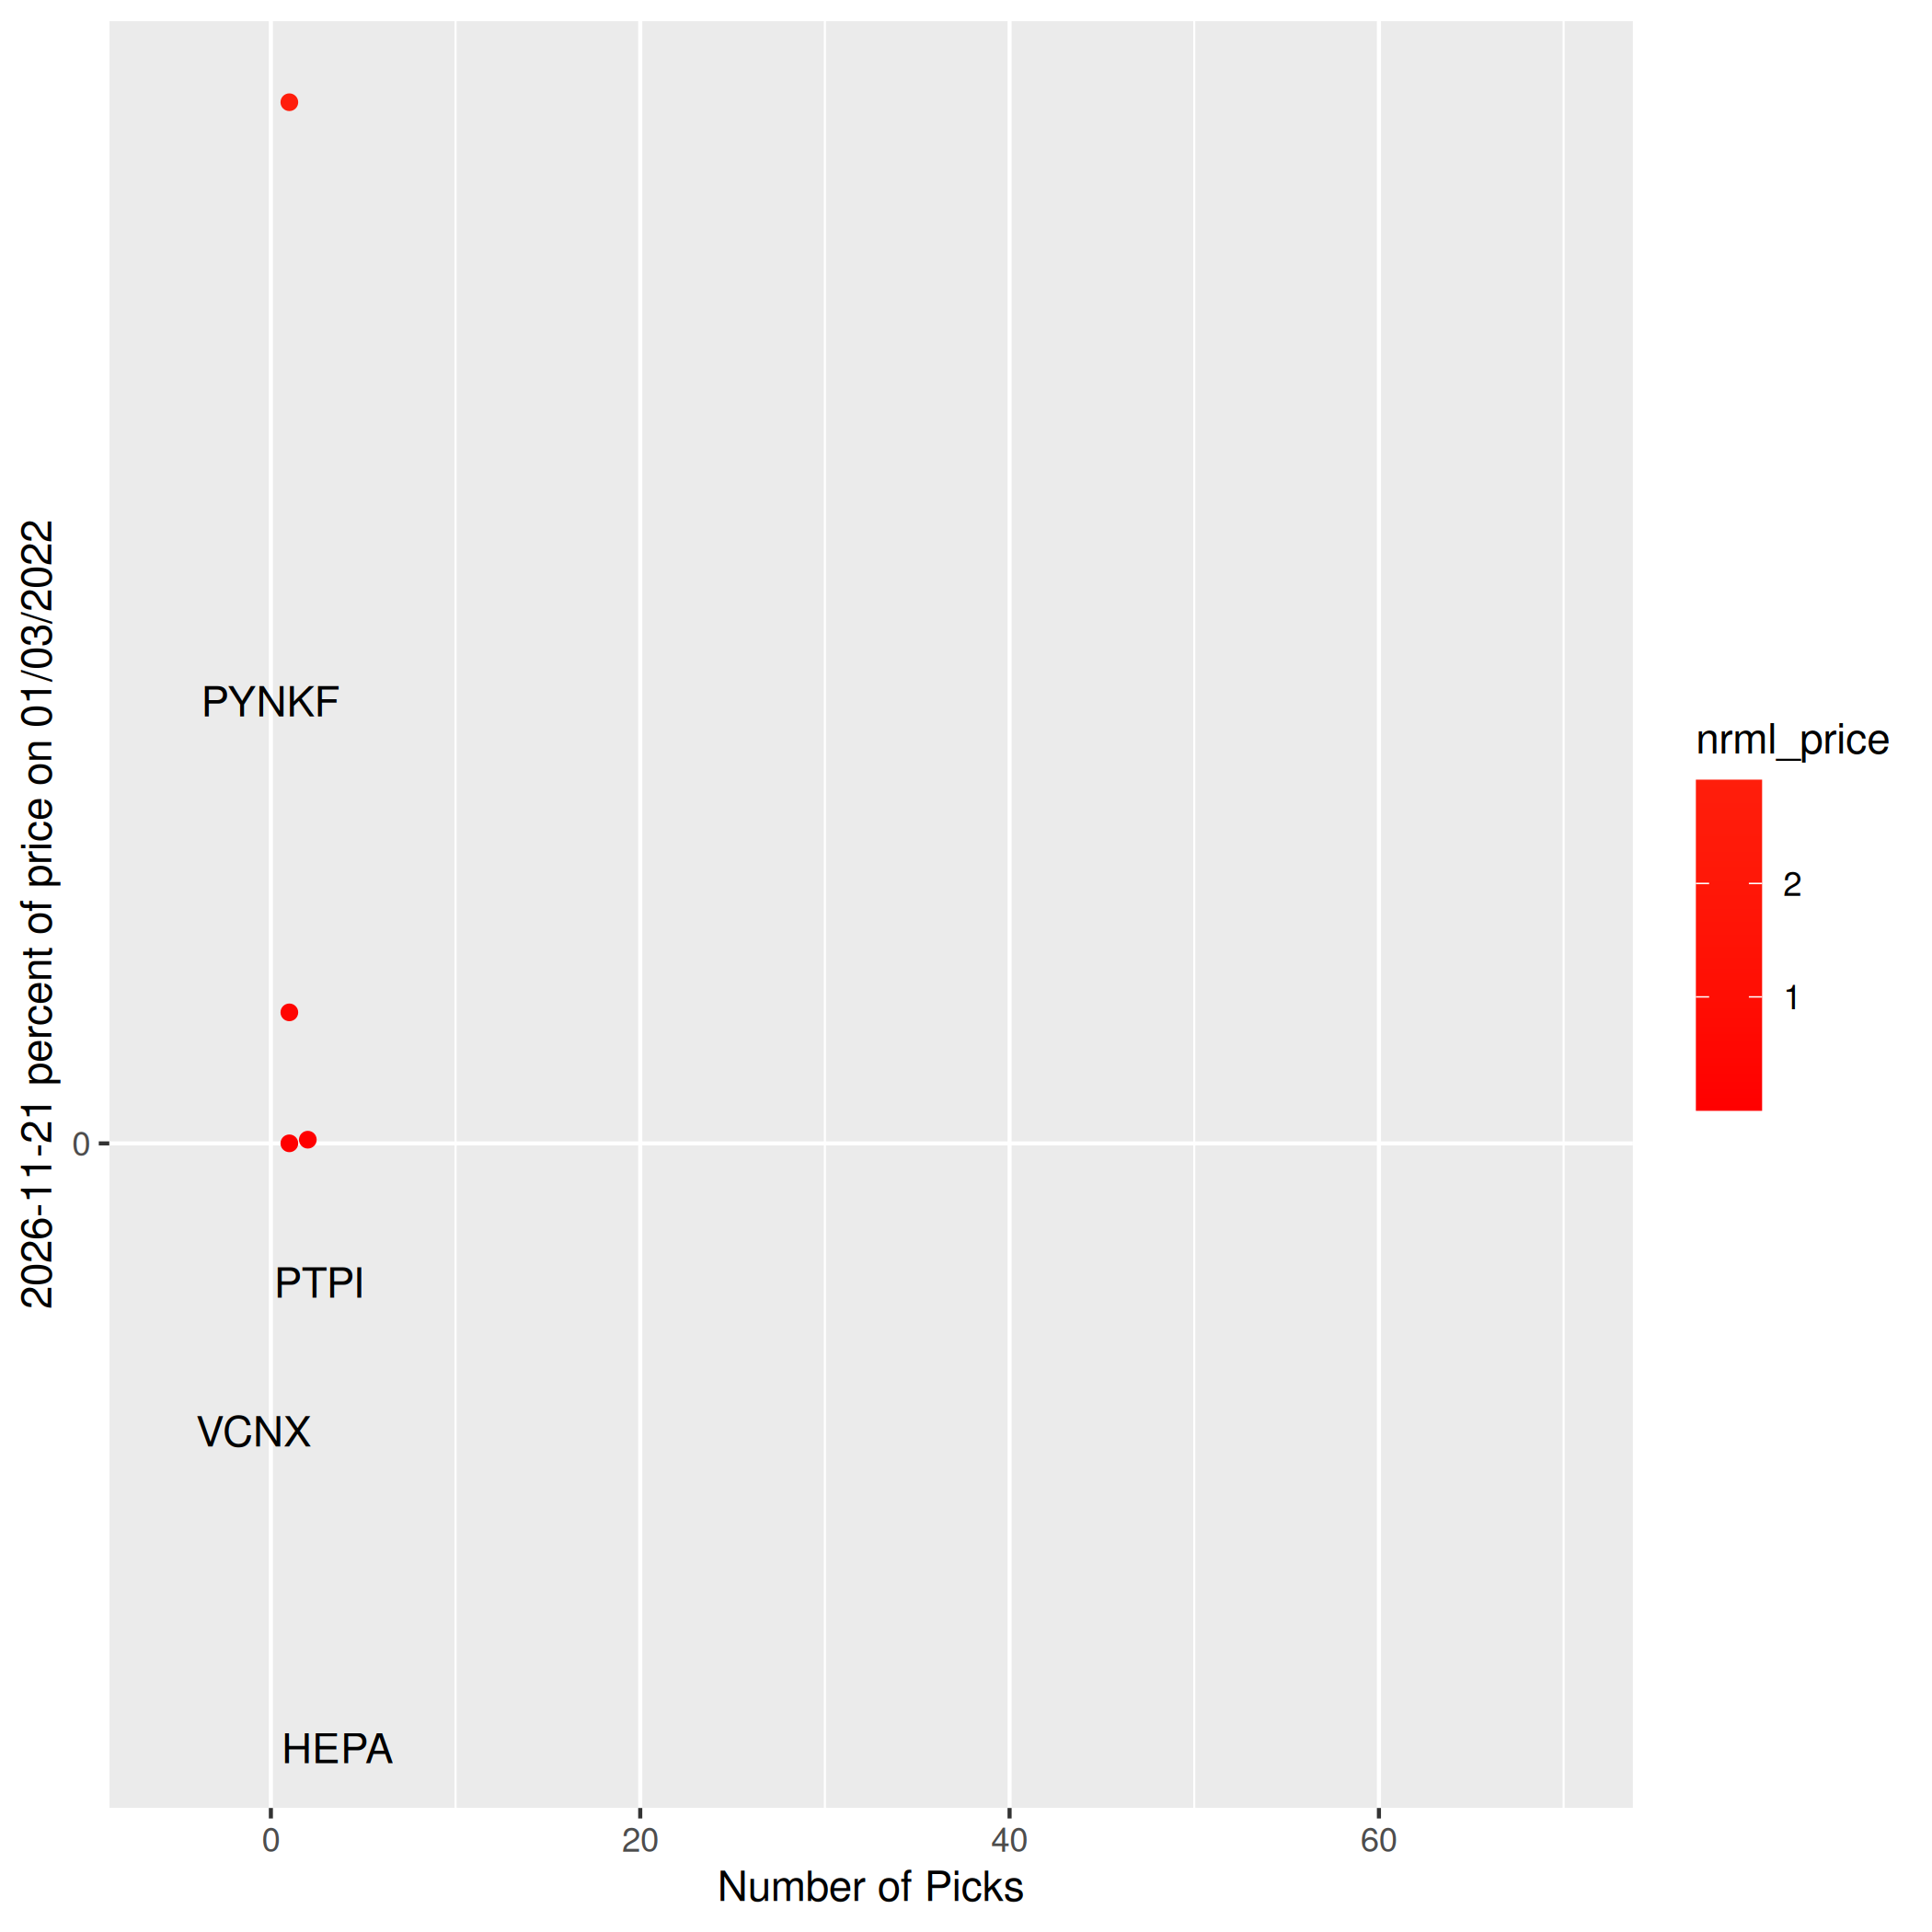 2026-11-21 percent of price on 01/03/2022
PYNKF
0
PTPI
VCNX
HEPA
0
20
40
60
Number of Picks
nrml_price
2
1